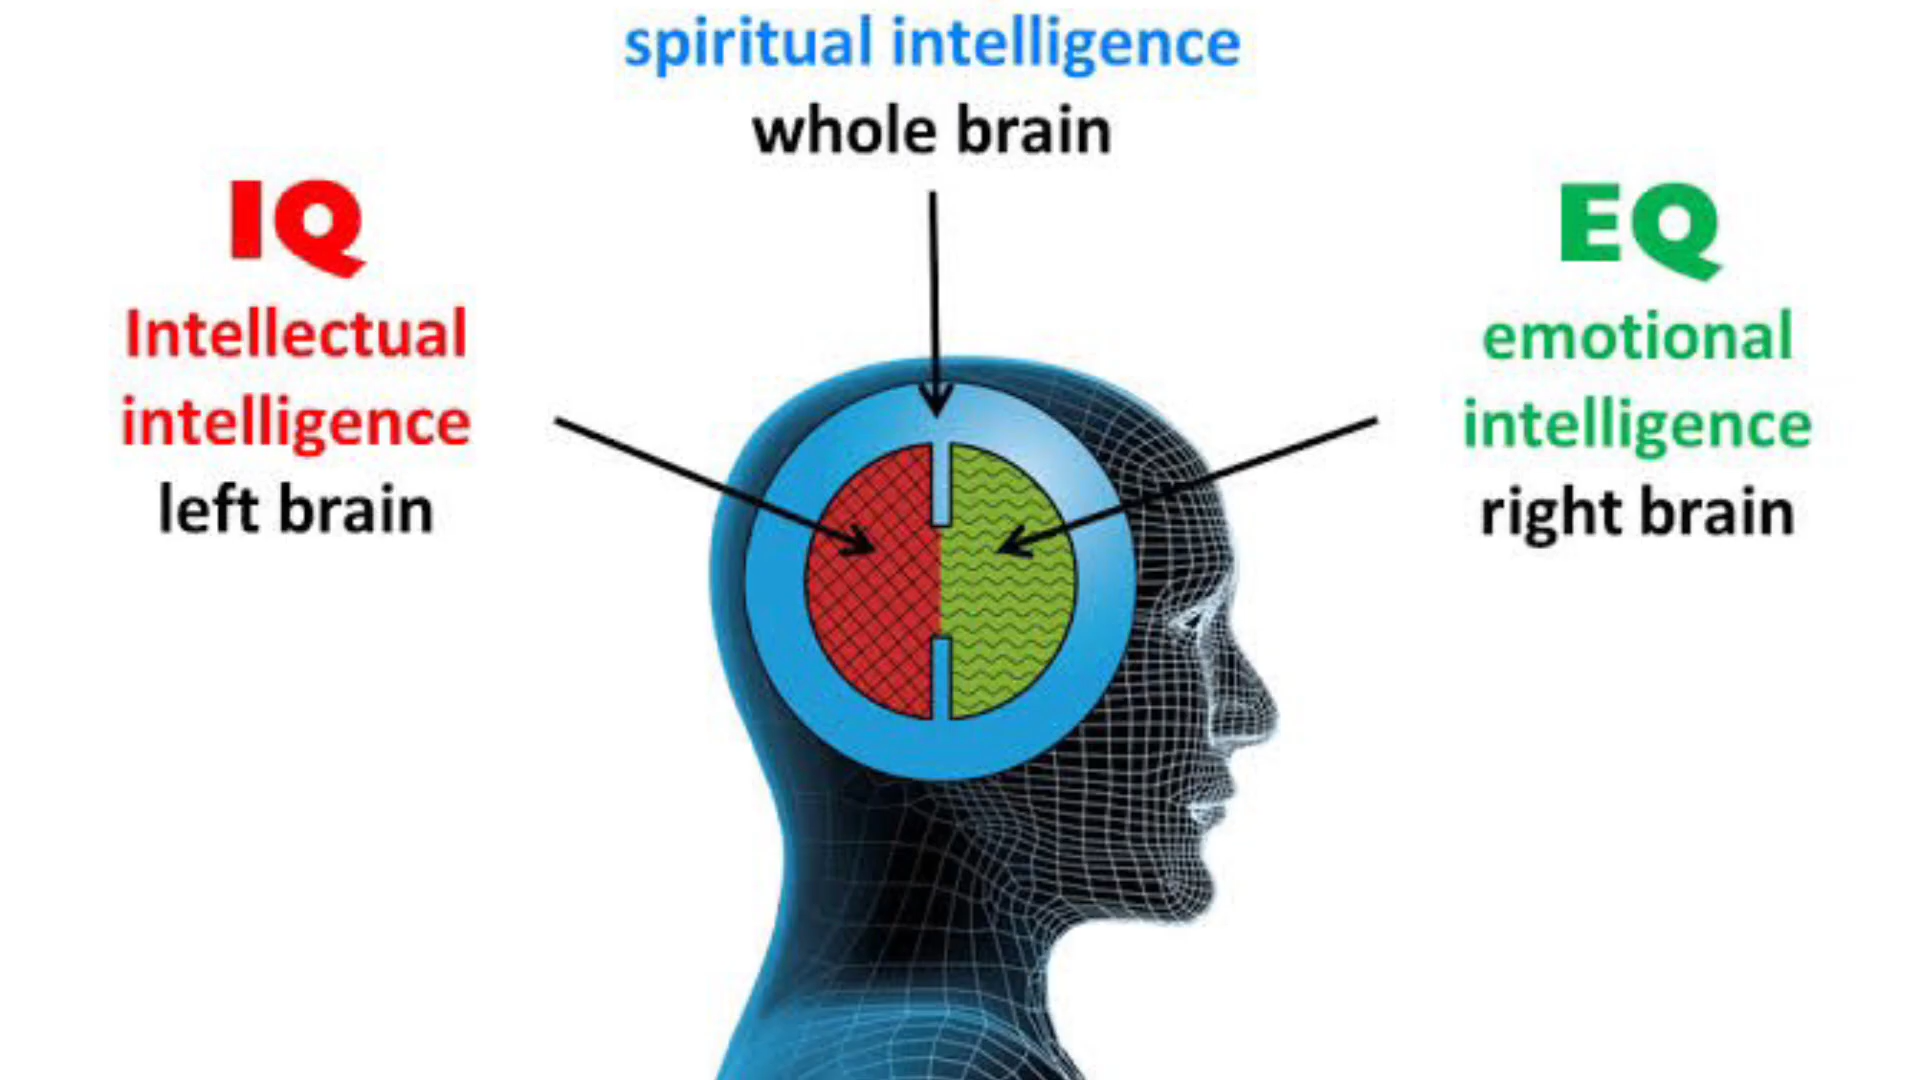 spiritual intelligence
whole brain
IQ
Intellectual
intelligence
left brain
EQ
emotional
intelligence
right brain